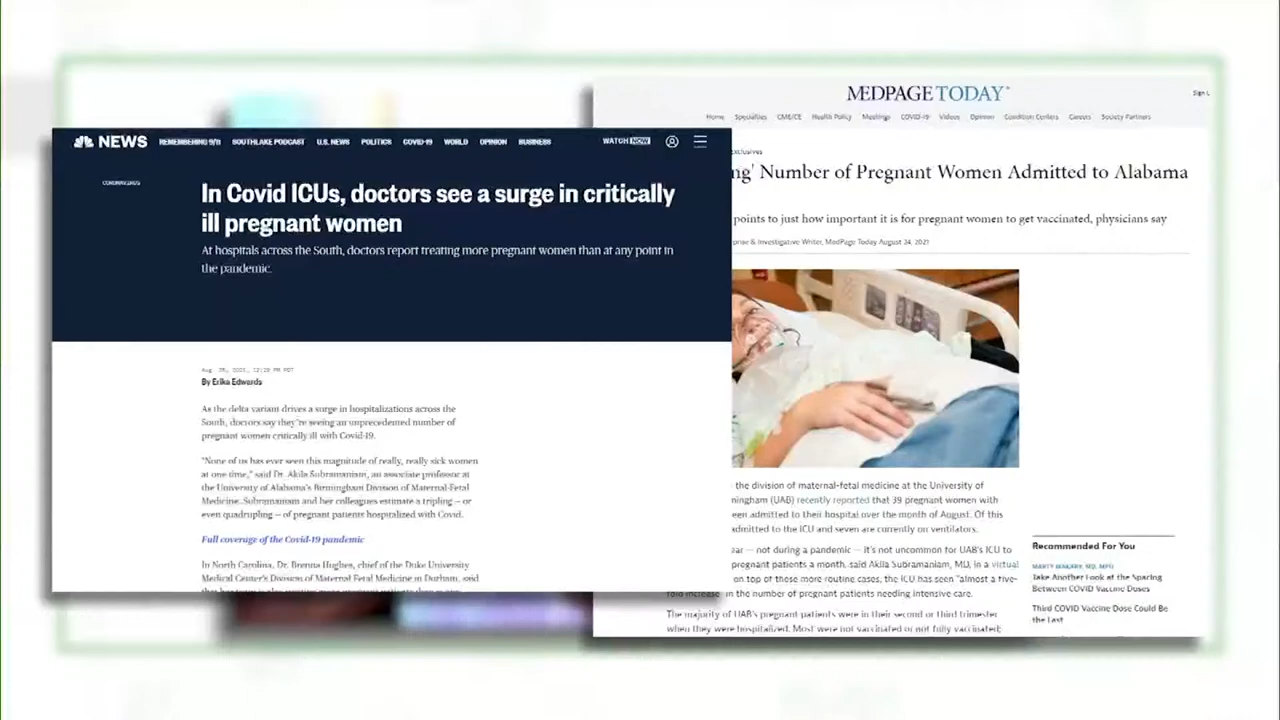 NEWS
REMEMBERING 9/11 SOUTHLAKE PODCAST U.S. NEWS POLITICS COVID-19 WORLD OPINION BUSINESS WATCH NOW
CORONAVIRUS
In Covid ICUs, doctors see a surge in critically
ill pregnant women
At hospitals across the South, doctors report treating more pregnant women than at any point in
the pandemic.
By Erika Edwards
As the delta variant drives a surge in hospitalizations across the
South, doctors say they're seeing an unprecedented number of
pregnant women critically ill with Covid-19.
"None of us has ever seen this magnitude of really, really sick women
at one time," said Dr. Akila Subramaniam, an associate professor at
the University of Alabama's Birmingham Division of Maternal-Fetal
Medicine. Subramaniam and her colleagues estimate a tripling — or
even quadrupling — of pregnant patients hospitalized with Covid.
Full coverage of the Covid-19 pandemic
In North Carolina, Dr. Brenna Hughes, chief of the Duke University
Medical Center's Division of Maternal Fetal Medicine in Durham, said
MEDPAGE TODAY
Sign
Home Specialties CME/CE Health Policy Meetings COVID-19 Videos Opinion Condition Centers Careers Society Partners
xclusives
ng' Number of Pregnant Women Admitted to Alabama
points to just how important it is for pregnant women to get vaccinated, physicians say
prise & Investigative Writer, MedPage Today August 24, 2021
the division of maternal-fetal medicine at the University of
ningham (UAB) recently reported that 39 pregnant women with
een admitted to their hospital over the month of August. Of this
admitted to the ICU and seven are currently on ventilators.
ear — not during a pandemic — it's not uncommon for UAB's ICU to
pregnant patients a month, said Akila Subramaniam, MD, in a virtual
on top of these more routine cases, the ICU has seen "almost a five-
fold increase in the number of pregnant patients needing intensive care.
The majority of UAB's pregnant patients were in their second or third trimester
when they were hospitalized. Most were not vaccinated or not fully vaccinated;
Recommended For You
MARTY MAKARY, MD, MPH
Take Another Look at the Spacing
Between COVID Vaccine Doses
Third COVID Vaccine Dose Could Be
the Last